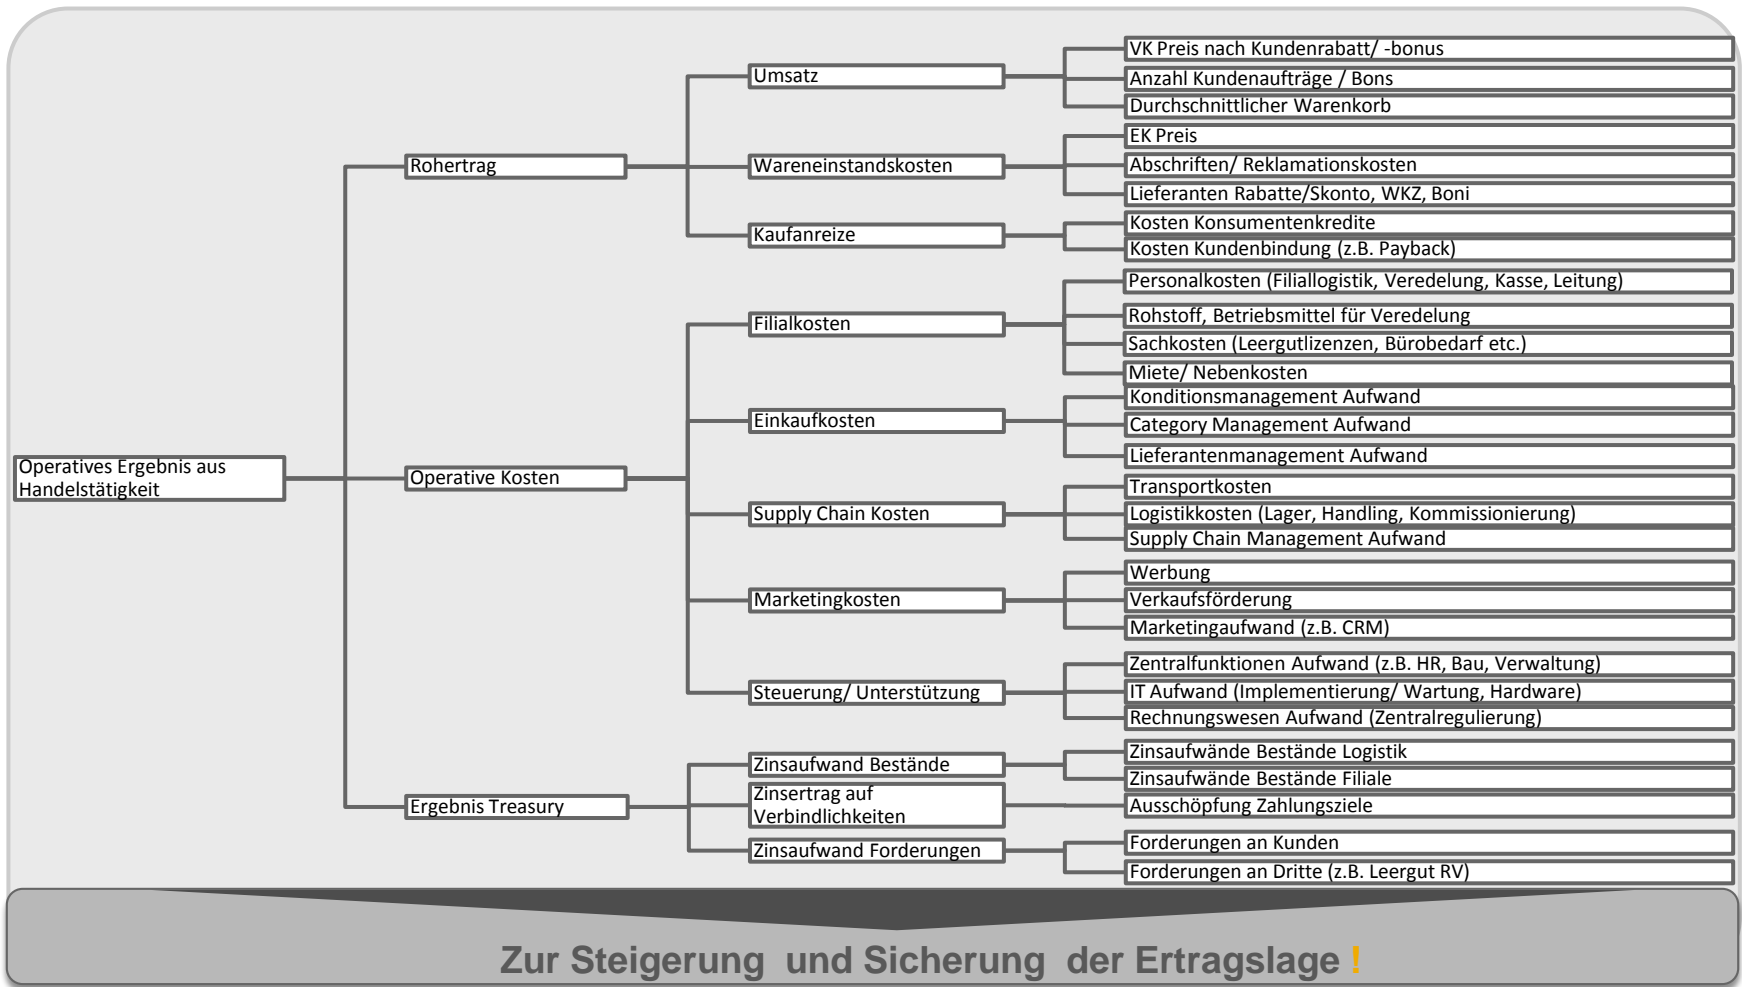 Operatives Ergebnis aus
Handelstätigkeit
Rohertrag
Umsatz
VK Preis nach Kundenrabatt/ -bonus
Anzahl Kundenaufträge / Bons
Durchschnittlicher Warenkorb
Wareneinstandskosten
EK Preis
Abschriften/ Reklamationskosten
Lieferanten Rabatte/Skonto, WKZ, Boni
Kaufanreize
Kosten Konsumentenkredite
Kosten Kundenbindung (z.B. Payback)
Operative Kosten
Filialkosten
Personalkosten (Filiallogistik, Veredelung, Kasse, Leitung)
Rohstoff, Betriebsmittel für Veredelung
Sachkosten (Leergutlizenzen, Bürobedarf etc.)
Miete/ Nebenkosten
Einkaufkosten
Konditionsmanagement Aufwand
Category Management Aufwand
Lieferantenmanagement Aufwand
Supply Chain Kosten
Transportkosten
Logistikkosten (Lager, Handling, Kommissionierung)
Supply Chain Management Aufwand
Marketingkosten
Werbung
Verkaufsförderung
Marketingaufwand (z.B. CRM)
Steuerung/ Unterstützung
Zentralfunktionen Aufwand (z.B. HR, Bau, Verwaltung)
IT Aufwand (Implementierung/ Wartung, Hardware)
Rechnungswesen Aufwand (Zentralregulierung)
Ergebnis Treasury
Zinsaufwand Bestände
Zinsaufwände Bestände Logistik
Zinsaufwände Bestände Filiale
Zinsertrag auf
Verbindlichkeiten
Ausschöpfung Zahlungsziele
Zinsaufwand Forderungen
Forderungen an Kunden
Forderungen an Dritte (z.B. Leergut RV)
Zur Steigerung und Sicherung der Ertragslage !